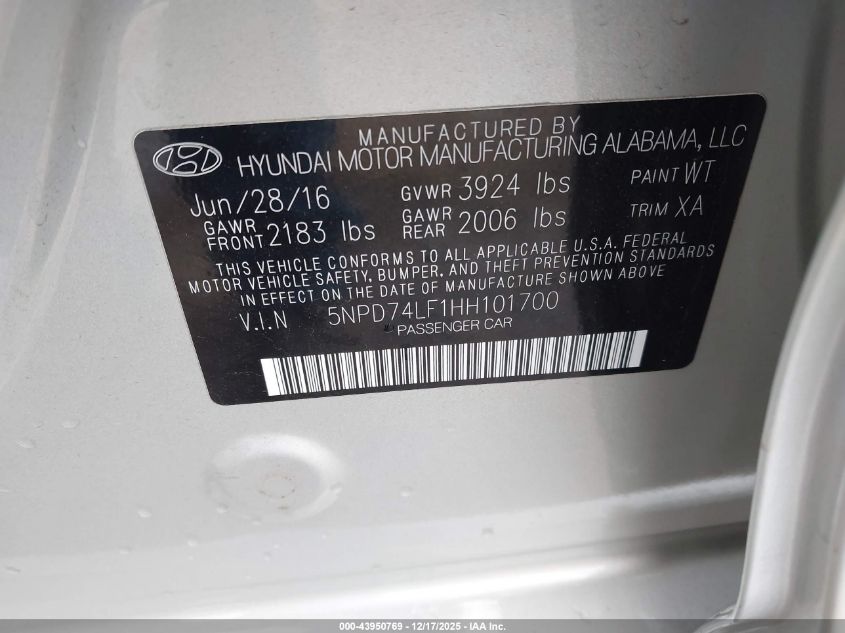 MANUFACTURED BY
HYUNDAI MOTOR MANUFACTURING ALABAMA, LLC
Jun/28/16 GVWR 3924 lbs PAINT WT
GAWR FRONT 2183 lbs GAWR REAR 2006 lbs TRIM XA
THIS VEHICLE CONFORMS TO ALL APPLICABLE U.S.A. FEDERAL
MOTOR VEHICLE SAFETY, BUMPER, AND THEFT PREVENTION STANDARDS
IN EFFECT ON THE DATE OF MANUFACTURE SHOWN ABOVE
V.I.N 5NPD74LF1HH101700
PASSENGER CAR
000-43950769 - 12/17/2025 - IAA Inc.